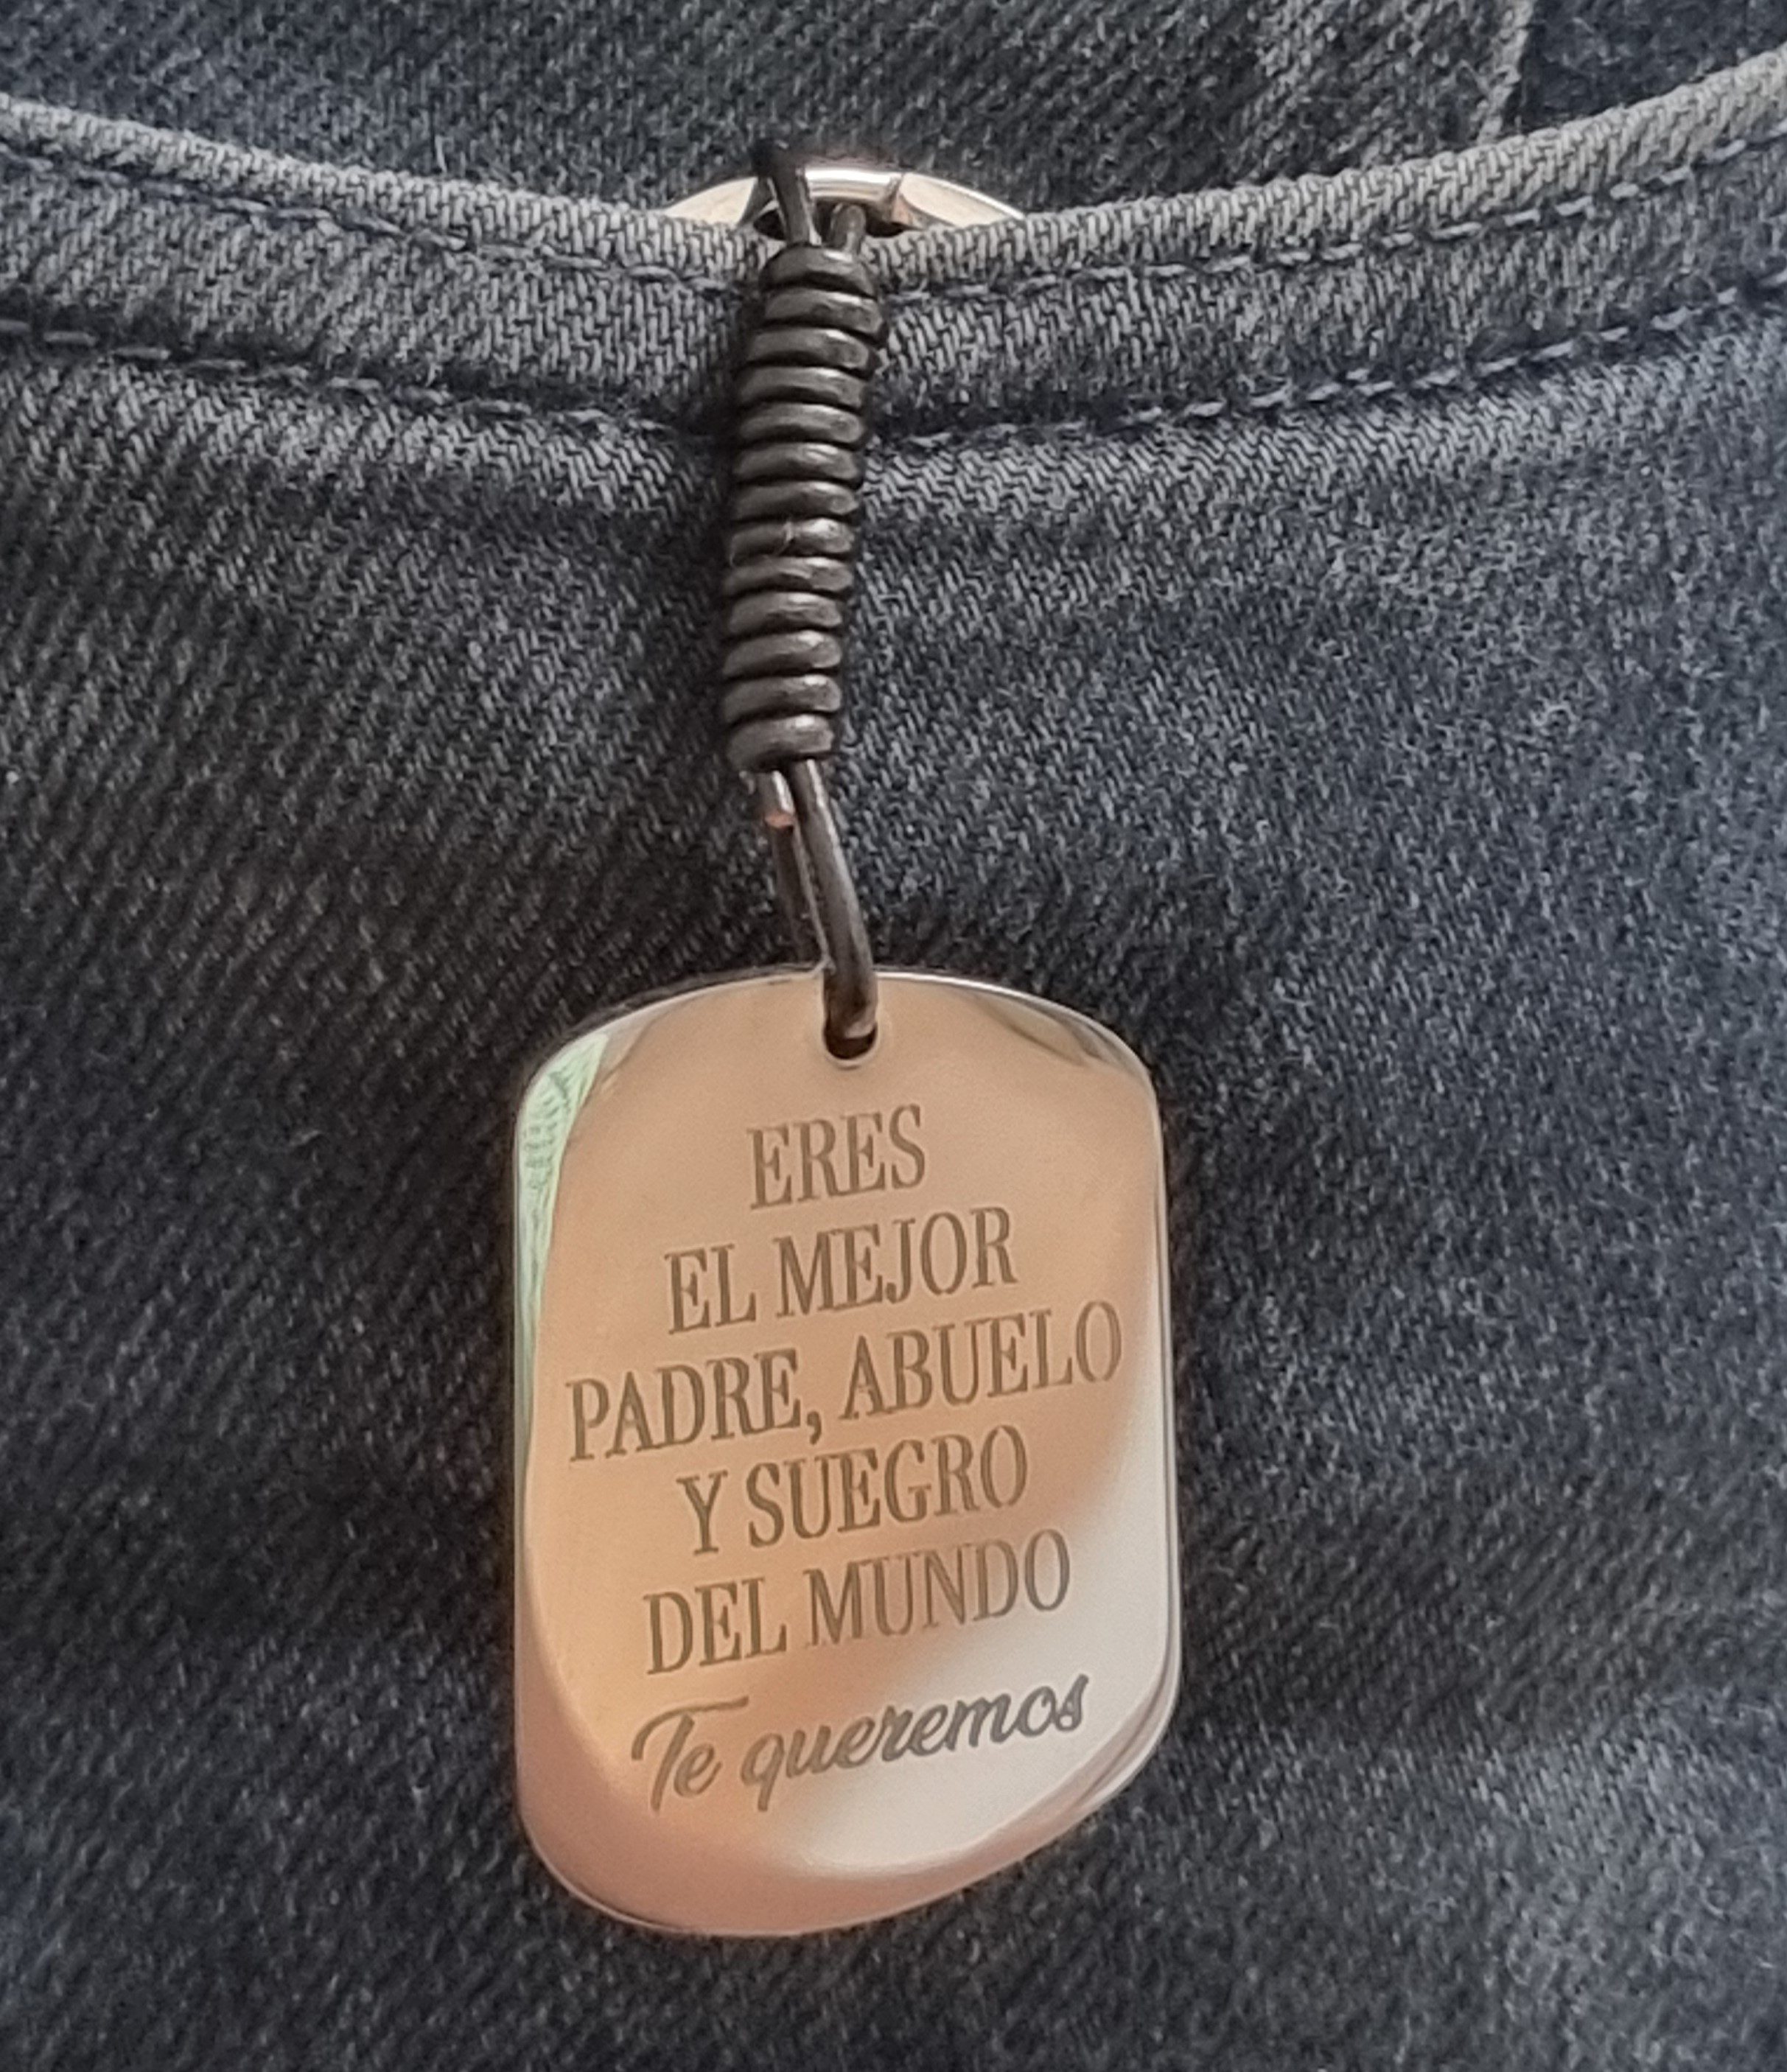 ERES
EL MEJOR
PADRE, ABUELO
Y SUEGRO
DEL MUNDO
Te queremos